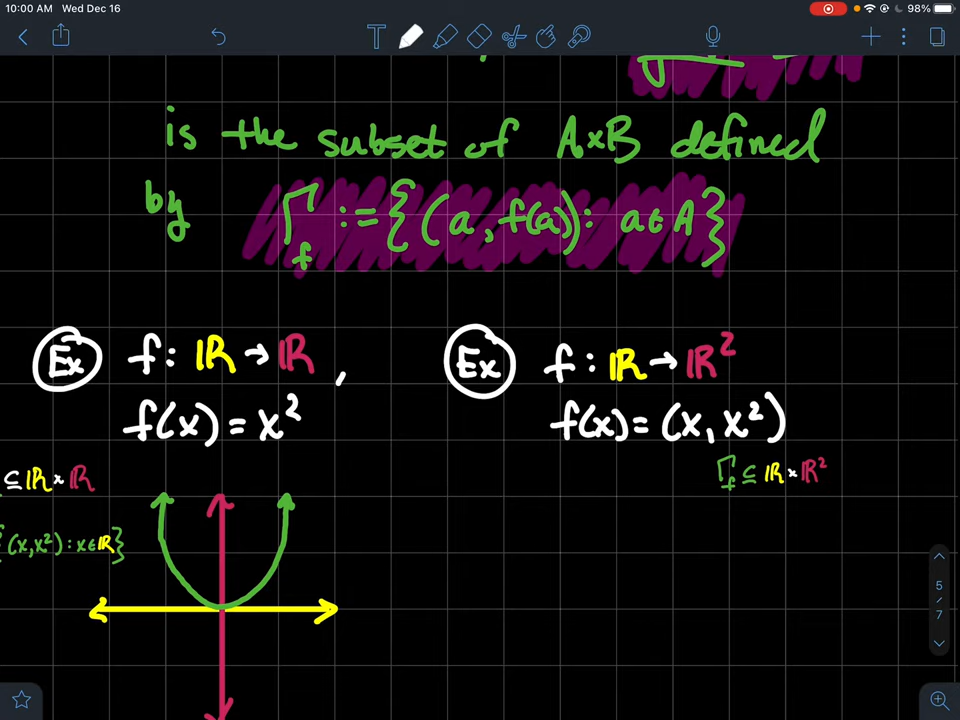 10:00 AM Wed Dec 16
98%
is the subset of A×B defined
by Γ_f := {(a, f(a)): a∈A}
Ex f: ℝ→ℝ,
f(x) = x²
⊆ ℝ×ℝ
{(x,x²): x∈ℝ}
Ex f: ℝ→ℝ²
f(x) = (x, x²)
Γ_f ⊆ ℝ×ℝ²
5
/
7